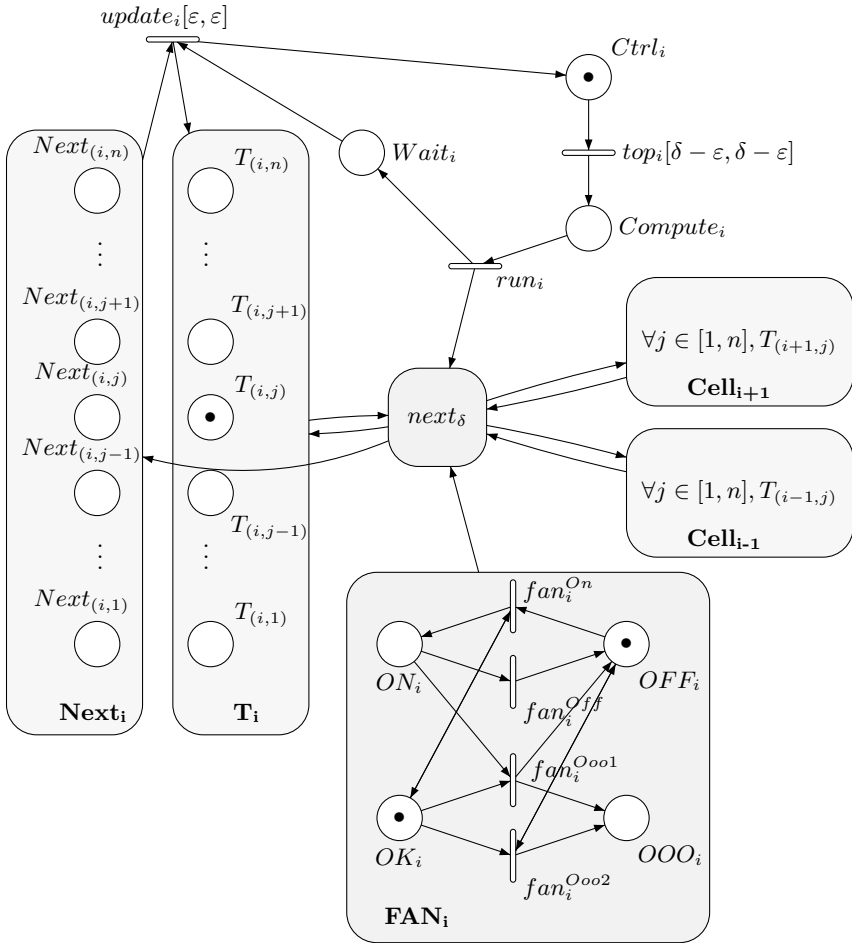 update_i[ε, ε]
Ctrl_i
Next_(i,n)
T_(i,n)
Wait_i
top_i[δ − ε, δ − ε]
⋮
⋮
Compute_i
run_i
Next_(i,j+1)
T_(i,j+1)
∀j ∈ [1, n], T_(i+1,j)
Cell_i+1
Next_(i,j)
T_(i,j)
next_δ
Next_(i,j−1)
T_(i,j−1)
∀j ∈ [1, n], T_(i−1,j)
Cell_i-1
⋮
⋮
Next_(i,1)
T_(i,1)
Next_i
T_i
fan_i^On
ON_i
OFF_i
fan_i^Off
fan_i^Ooo1
OK_i
OOO_i
fan_i^Ooo2
FAN_i